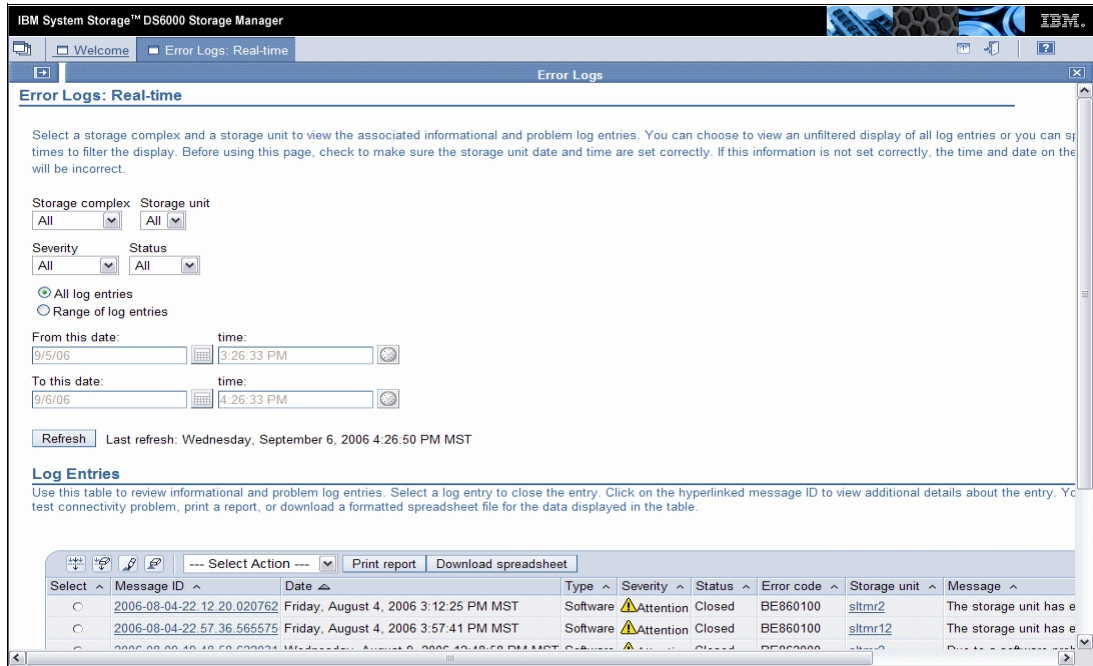 IBM System Storage™ DS6000 Storage Manager
IBM.
Welcome
Error Logs: Real-time
?
Error Logs
Error Logs: Real-time
Select a storage complex and a storage unit to view the associated informational and problem log entries. You can choose to view an unfiltered display of all log entries or you can sp
times to filter the display. Before using this page, check to make sure the storage unit date and time are set correctly. If this information is not set correctly, the time and date on the
will be incorrect.
Storage complex Storage unit
All All
Severity Status
All All
All log entries
Range of log entries
From this date: time:
9/5/06 3:26:33 PM
To this date: time:
9/6/06 4:26:33 PM
Refresh Last refresh: Wednesday, September 6, 2006 4:26:50 PM MST
Log Entries
Use this table to review informational and problem log entries. Select a log entry to close the entry. Click on the hyperlinked message ID to view additional details about the entry. Yo
test connectivity problem, print a report, or download a formatted spreadsheet file for the data displayed in the table.
--- Select Action --- Print report Download spreadsheet
Select Message ID Date Type Severity Status Error code Storage unit Message
2006-08-04-22.12.20.020762 Friday, August 4, 2006 3:12:25 PM MST Software Attention Closed BE860100 sltmr2 The storage unit has e
2006-08-04-22.57.36.565575 Friday, August 4, 2006 3:57:41 PM MST Software Attention Closed BE860100 sltmr12 The storage unit has e